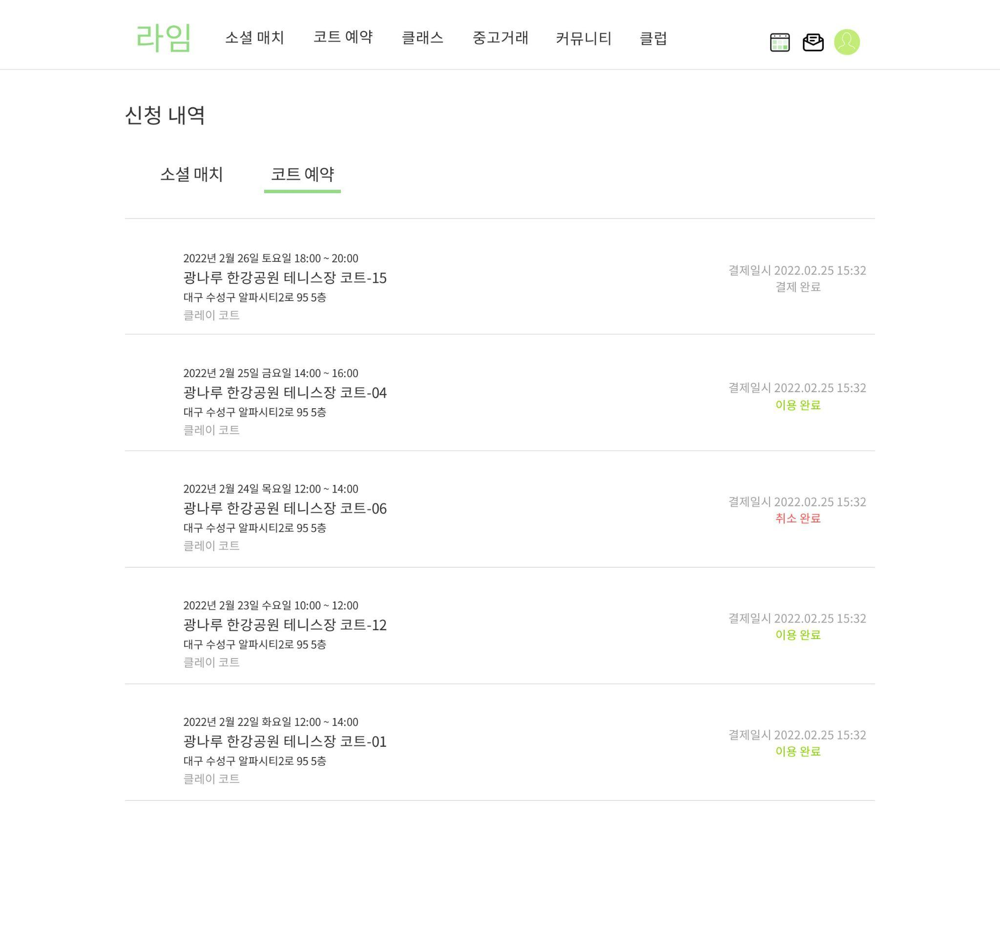 라임
소셜 매치 코트 예약 클래스 중고거래 커뮤니티 클럽
신청 내역
소셜 매치 코트 예약
2022년 2월 26일 토요일 18:00 ~ 20:00
광나루 한강공원 테니스장 코트-15
대구 수성구 알파시티2로 95 5층
클레이 코트
결제일시 2022.02.25 15:32
결제 완료
2022년 2월 25일 금요일 14:00 ~ 16:00
광나루 한강공원 테니스장 코트-04
대구 수성구 알파시티2로 95 5층
클레이 코트
결제일시 2022.02.25 15:32
이용 완료
2022년 2월 24일 목요일 12:00 ~ 14:00
광나루 한강공원 테니스장 코트-06
대구 수성구 알파시티2로 95 5층
클레이 코트
결제일시 2022.02.25 15:32
취소 완료
2022년 2월 23일 수요일 10:00 ~ 12:00
광나루 한강공원 테니스장 코트-12
대구 수성구 알파시티2로 95 5층
클레이 코트
결제일시 2022.02.25 15:32
이용 완료
2022년 2월 22일 화요일 12:00 ~ 14:00
광나루 한강공원 테니스장 코트-01
대구 수성구 알파시티2로 95 5층
클레이 코트
결제일시 2022.02.25 15:32
이용 완료